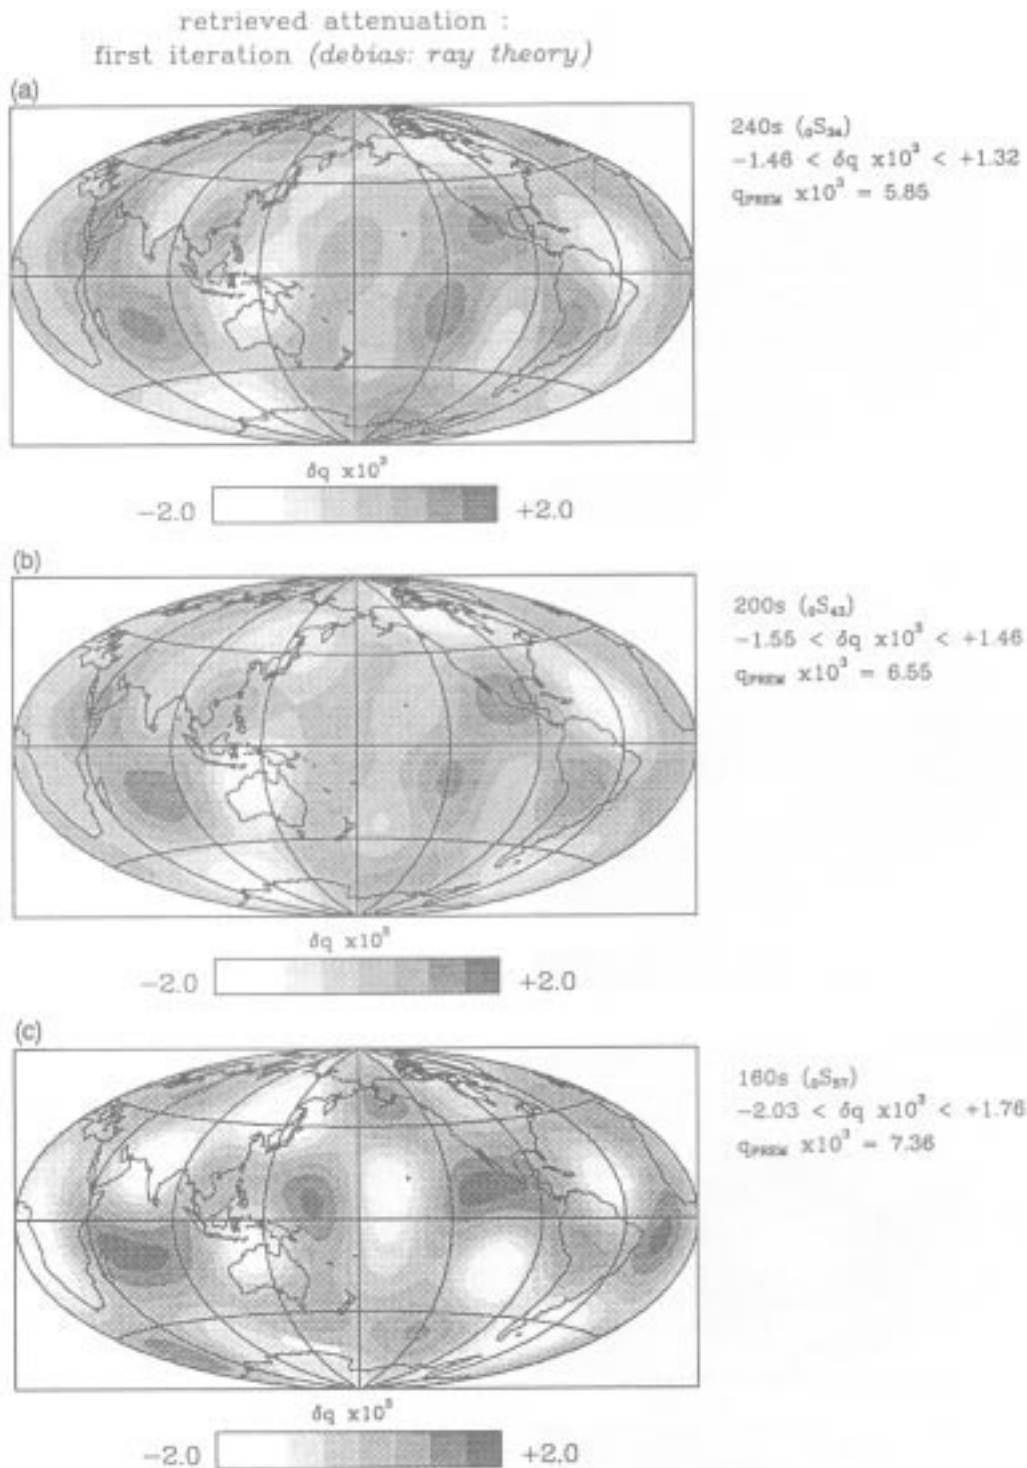 retrieved attenuation :
first iteration (debias: ray theory)
(a)
240s (₀S₃₄)
−1.46 < δq x10³ < +1.32
qPREM x10³ = 5.85
δq x10³
−2.0
+2.0
(b)
200s (₀S₄₃)
−1.55 < δq x10³ < +1.46
qPREM x10³ = 6.55
δq x10³
−2.0
+2.0
(c)
160s (₀S₅₇)
−2.03 < δq x10³ < +1.76
qPREM x10³ = 7.36
δq x10³
−2.0
+2.0